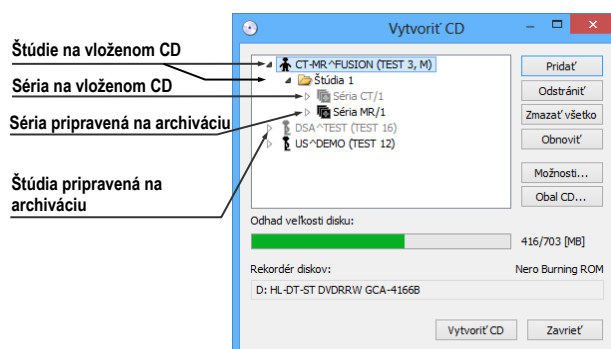 Vytvoriť CD
Štúdie na vloženom CD
Séria na vloženom CD
Séria pripravená na archiváciu
Štúdia pripravená na
archiváciu
CT-MR^FUSION (TEST 3, M)
Štúdia 1
Séria CT/1
Séria MR/1
DSA^TEST (TEST 16)
US^DEMO (TEST 12)
Pridať
Odstrániť
Zmazať všetko
Obnoviť
Možnosti...
Obal CD...
Odhad veľkosti disku:
416/703 [MB]
Rekordér diskov:
Nero Burning ROM
D: HL-DT-ST DVDRRW GCA-4166B
Vytvoriť CD
Zavrieť